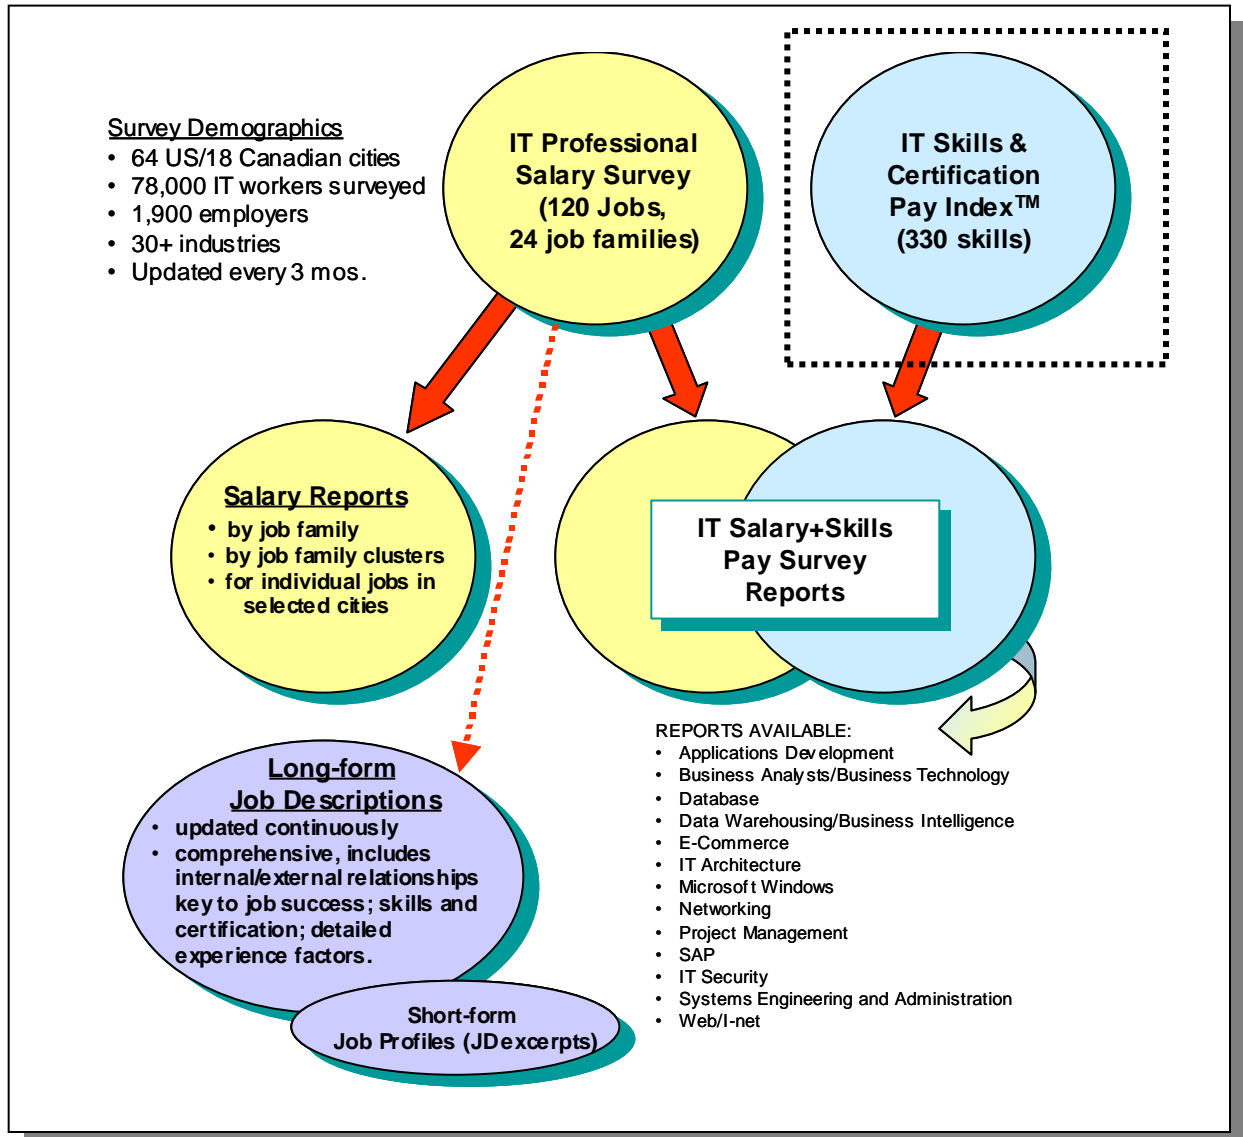 Survey Demographics
• 64 US/18 Canadian cities
• 78,000 IT workers surveyed
• 1,900 employers
• 30+ industries
• Updated every 3 mos.
IT Professional
Salary Survey
(120 Jobs,
24 job families)
IT Skills &
Certification
Pay Index™
(330 skills)
Salary Reports
• by job family
• by job family clusters
• for individual jobs in
selected cities
IT Salary+Skills
Pay Survey
Reports
Long-form
Job Descriptions
• updated continuously
• comprehensive, includes
internal/external relationships
key to job success; skills and
certification; detailed
experience factors.
Short-form
Job Profiles (JD excerpts)
REPORTS AVAILABLE:
• Applications Development
• Business Analysts/Business Technology
• Database
• Data Warehousing/Business Intelligence
• E-Commerce
• IT Architecture
• Microsoft Windows
• Networking
• Project Management
• SAP
• IT Security
• Systems Engineering and Administration
• Web/I-net